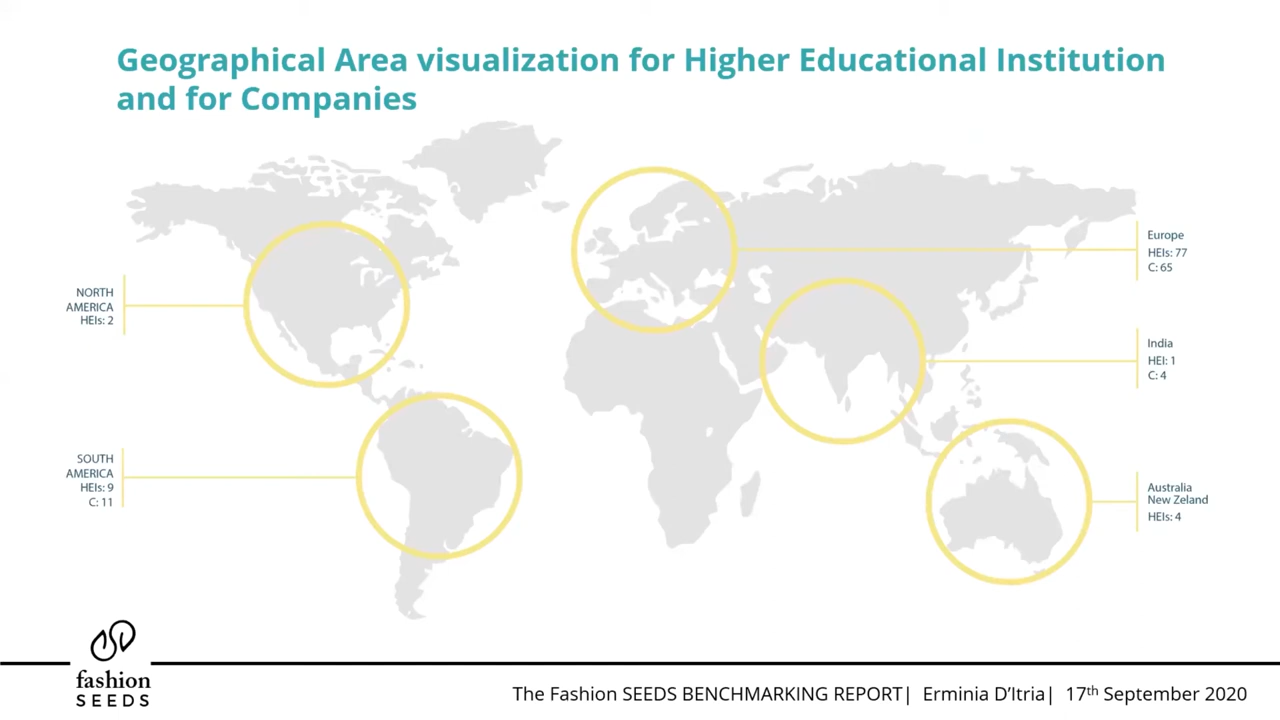 Geographical Area visualization for Higher Educational Institution
and for Companies
Europe
HEIs: 77
C: 65
NORTH
AMERICA
HEIs: 2
India
HEI: 1
C: 4
SOUTH
AMERICA
HEIs: 9
C: 11
Australia
New Zeland
HEIs: 4
fashion
SEEDS
The Fashion SEEDS BENCHMARKING REPORT| Erminia D’Itria| 17th September 2020